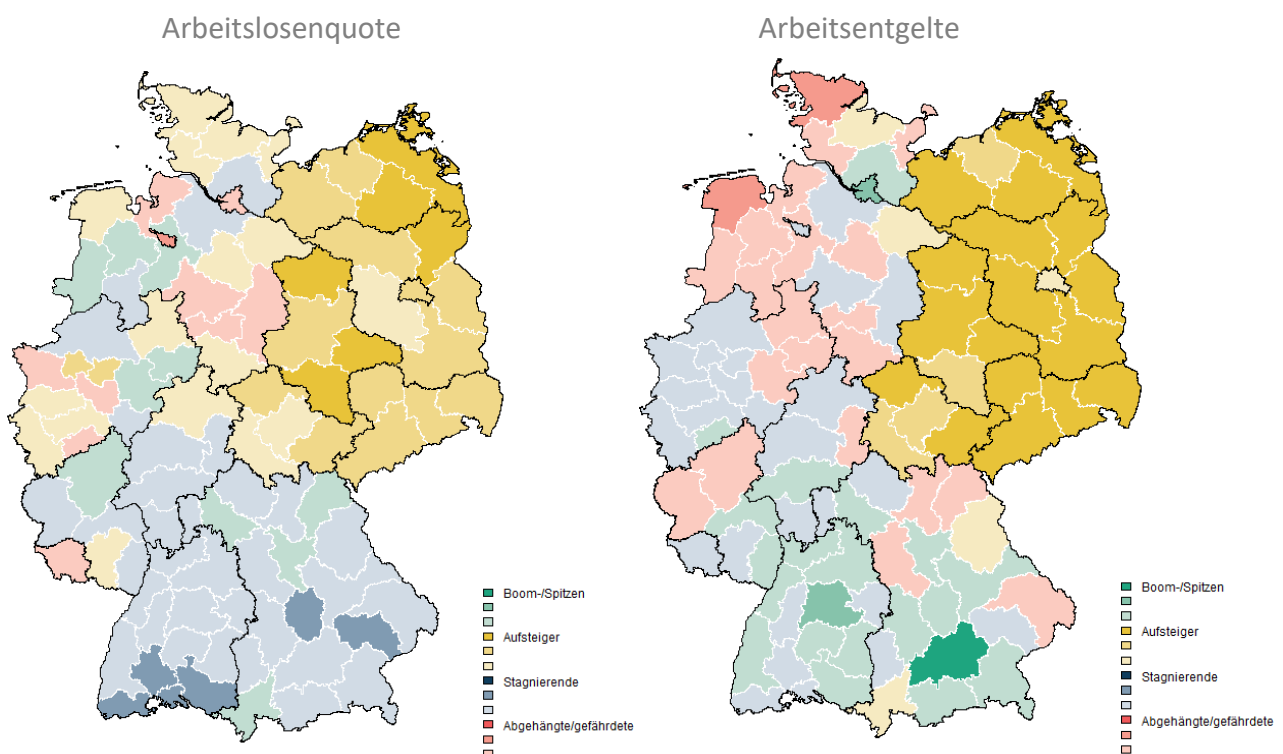 Arbeitslosenquote
Arbeitsentgelte
Boom-/Spitzen
Aufsteiger
Stagnierende
Abgehängte/gefährdete
Boom-/Spitzen
Aufsteiger
Stagnierende
Abgehängte/gefährdete